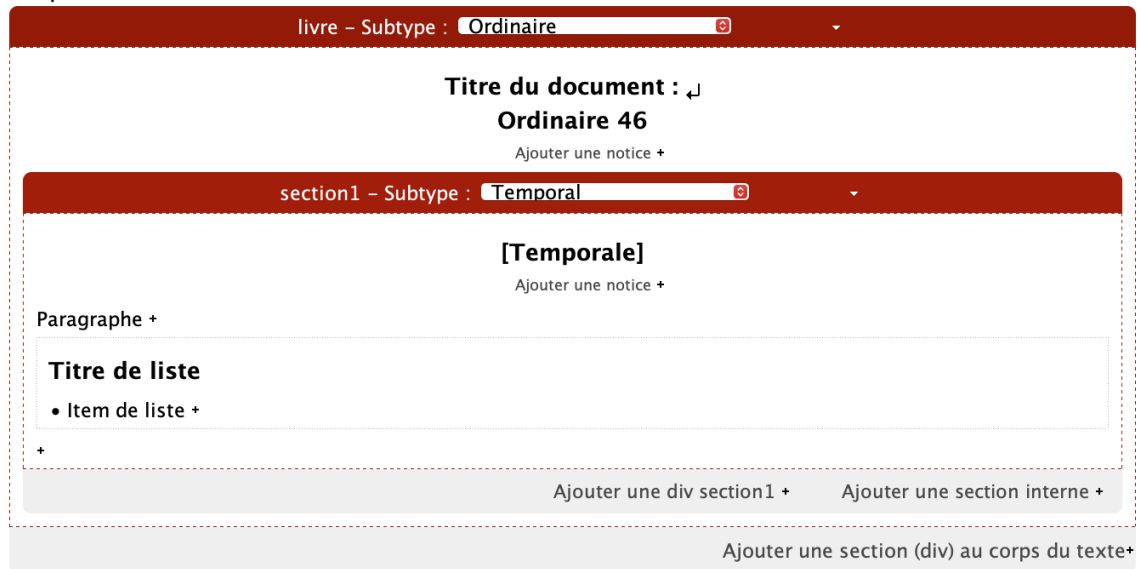 livre – Subtype : Ordinaire
Titre du document :
Ordinaire 46
Ajouter une notice +
section1 – Subtype : Temporal
[Temporale]
Ajouter une notice +
Paragraphe +
Titre de liste
• Item de liste +
+
Ajouter une div section1 + Ajouter une section interne +
Ajouter une section (div) au corps du texte+